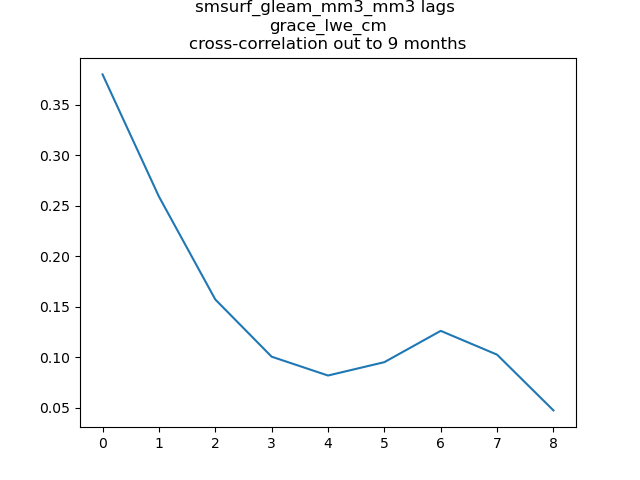 smsurf_gleam_mm3_mm3 lags
grace_lwe_cm
cross-correlation out to 9 months
0.35
0.30
0.25
0.20
0.15
0.10
0.05
0 1 2 3 4 5 6 7 8